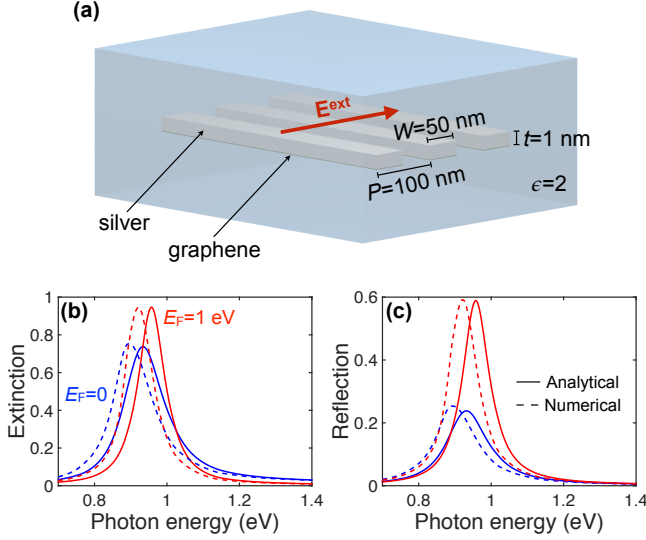 (a)
E^ext
W=50 nm
t=1 nm
P=100 nm
ϵ=2
silver
graphene
(b)
E_F=1 eV
E_F=0
Extinction
1
0.8
0.6
0.4
0.2
0
0.8 1 1.2 1.4
Photon energy (eV)
(c)
Analytical
Numerical
Reflection
0.6
0.4
0.2
0
0.8 1 1.2 1.4
Photon energy (eV)